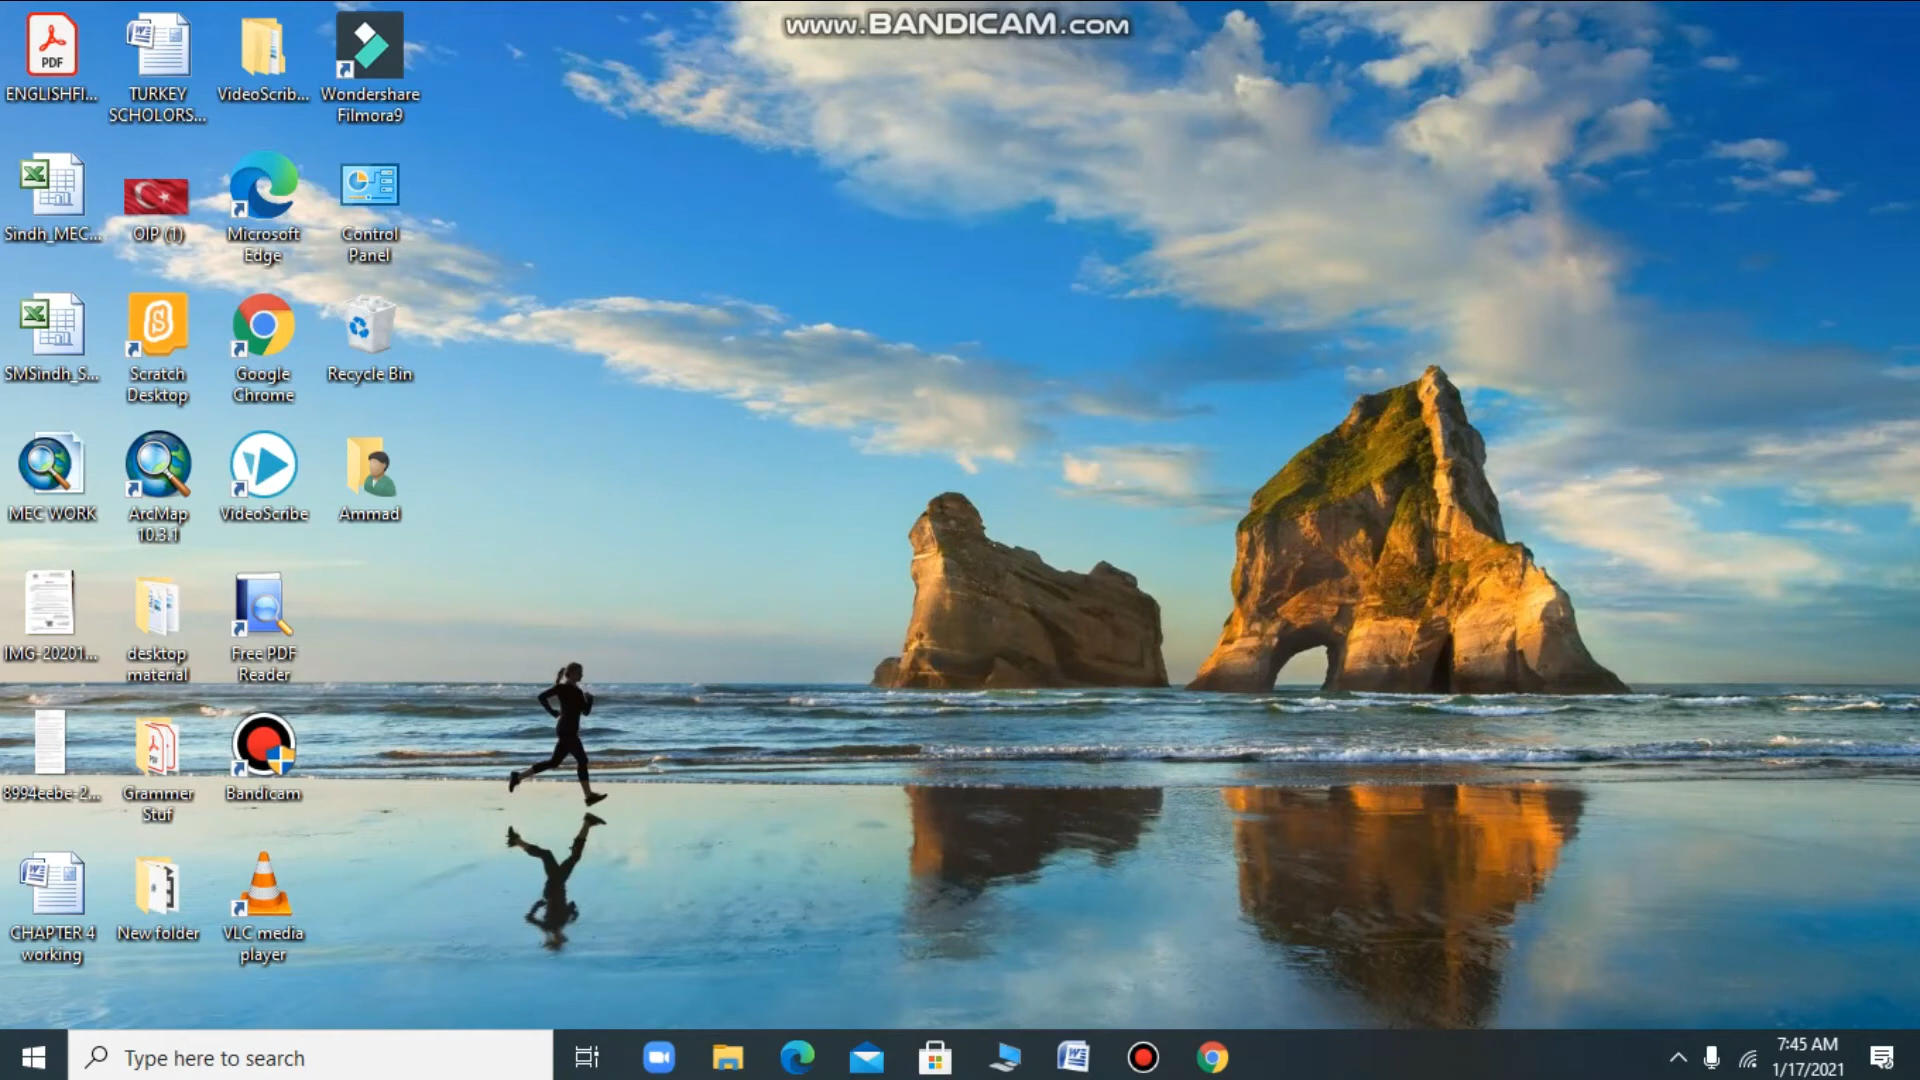 www.BANDICAM.com
PDF
ENGLISHFI...
TURKEY
SCHOLORS...
VideoScrib...
Wondershare
Filmora9
Sindh_MEC...
OIP (1)
Microsoft
Edge
Control
Panel
SMSindh_S...
Scratch
Desktop
Google
Chrome
Recycle Bin
MEC WORK
ArcMap
10.3.1
VideoScribe
Ammad
IMG-20201...
desktop
material
Free PDF
Reader
8994eebe-2...
Grammer
Stuf
Bandicam
CHAPTER 4
working
New folder
VLC media
player
Type here to search
7:45 AM
1/17/2021